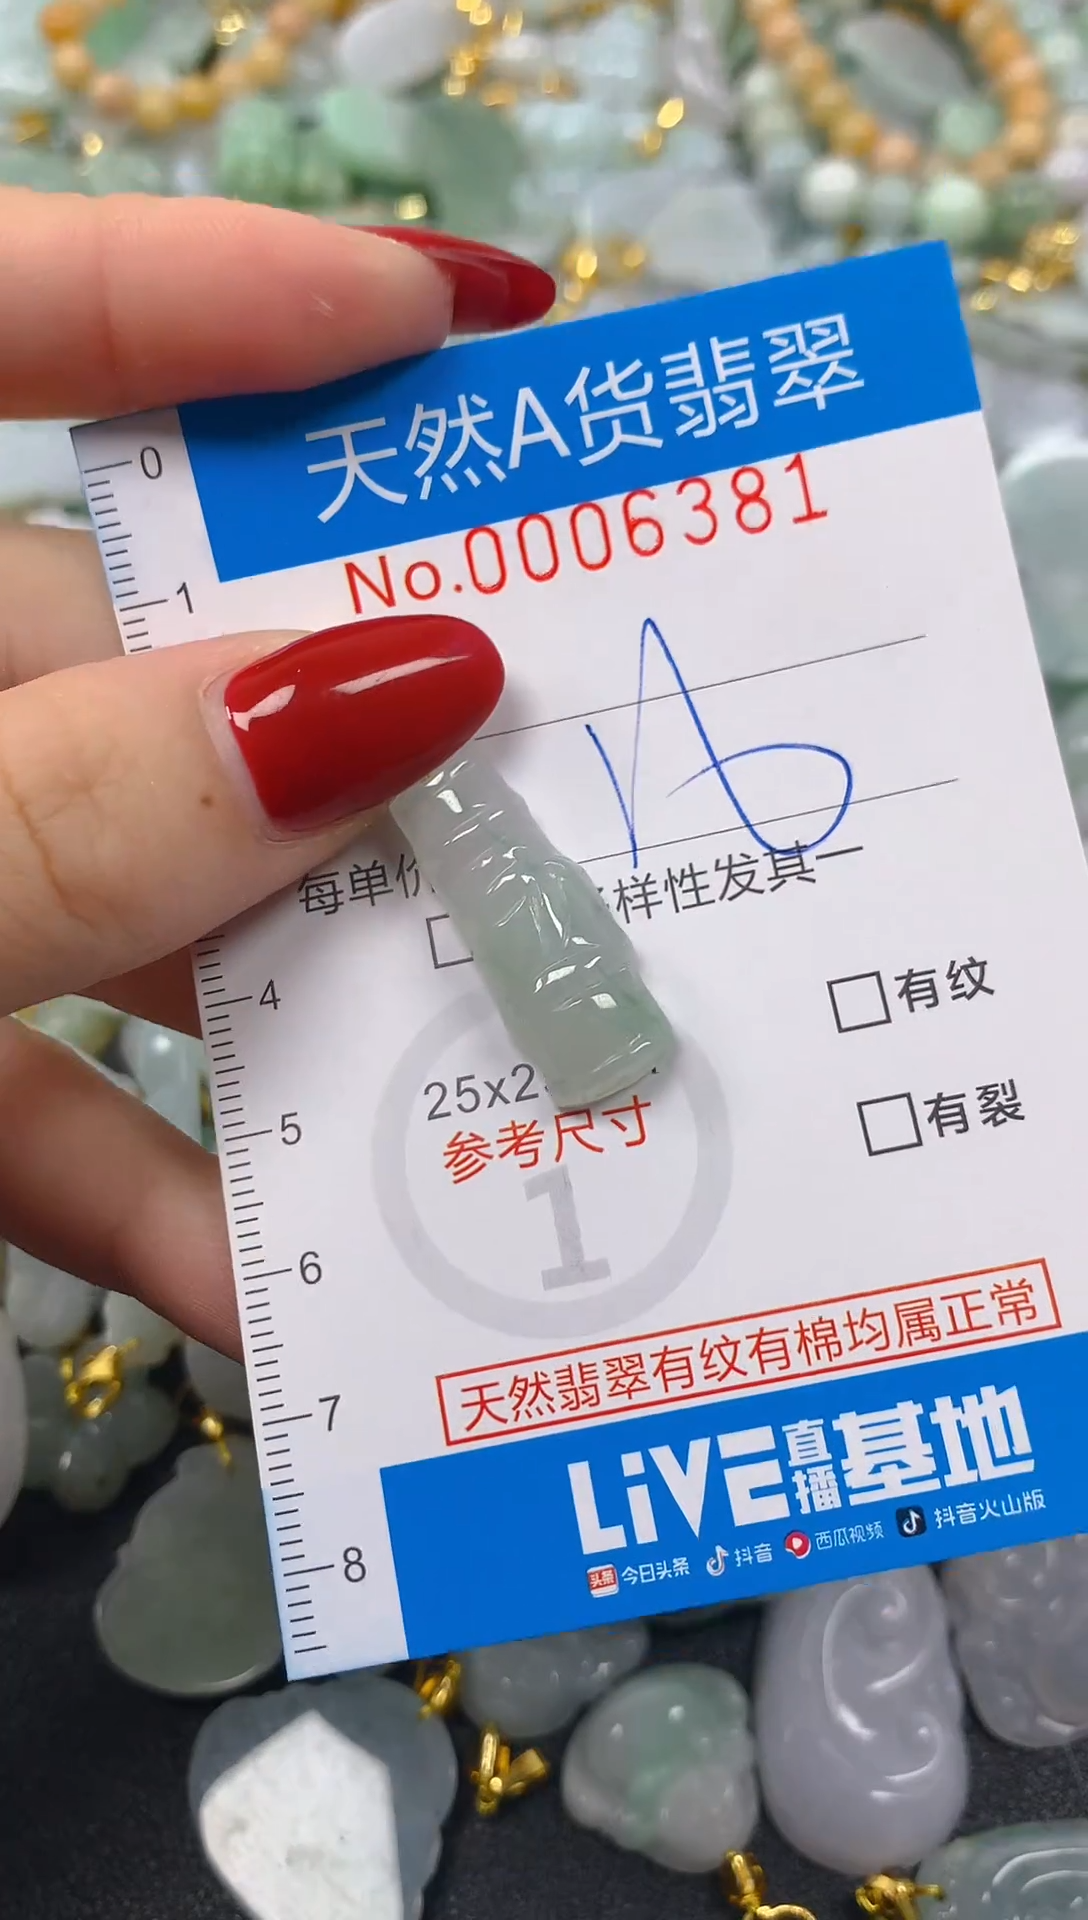 天然A货翡翠
No.0006381
0
1
每单价 样性发其一
4
有纹
25x2
参考尺寸
5
有裂
1
6
天然翡翠有纹有棉均属正常
7
LiVE直播基地
头条 今日头条 抖音 西瓜视频 抖音火山版
8